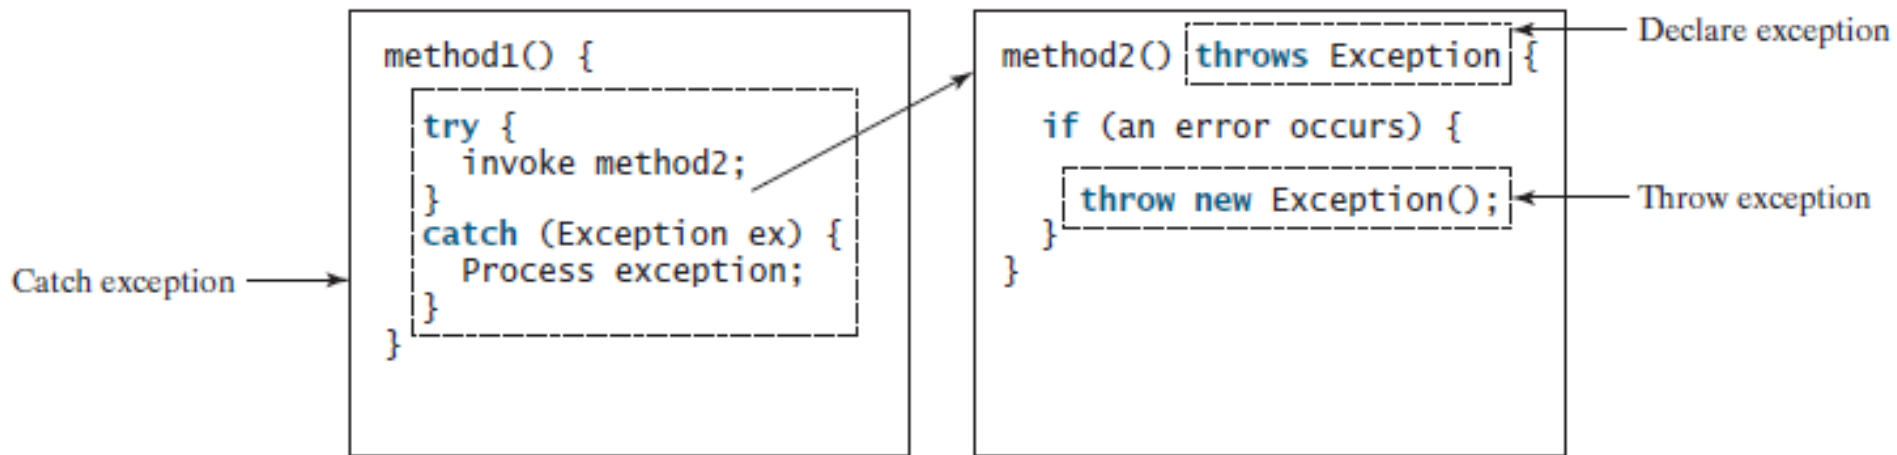 method1() {
try {
invoke method2;
}
catch (Exception ex) {
Process exception;
}
}
Catch exception
method2() throws Exception {
if (an error occurs) {
throw new Exception();
}
}
Declare exception
Throw exception